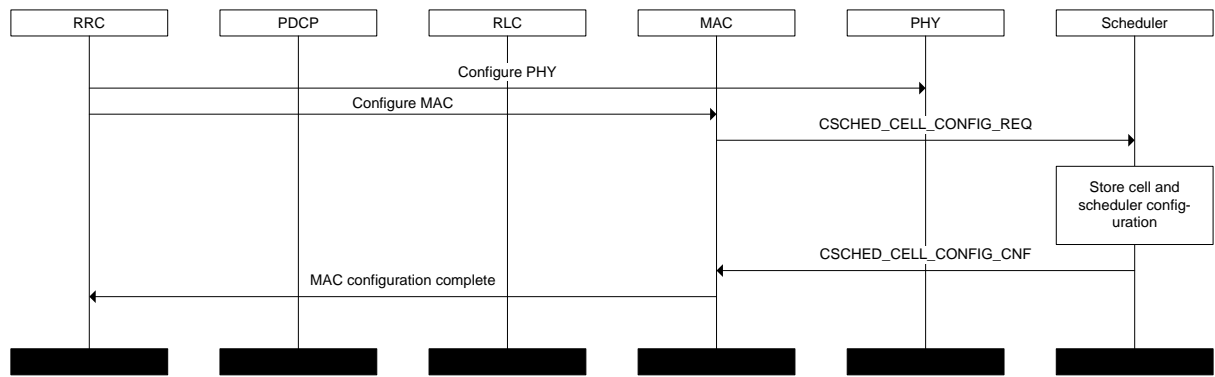 RRC
PDCP
RLC
MAC
PHY
Scheduler
Configure PHY
Configure MAC
CSCHED_CELL_CONFIG_REQ
Store cell and
scheduler config-
uration
CSCHED_CELL_CONFIG_CNF
MAC configuration complete